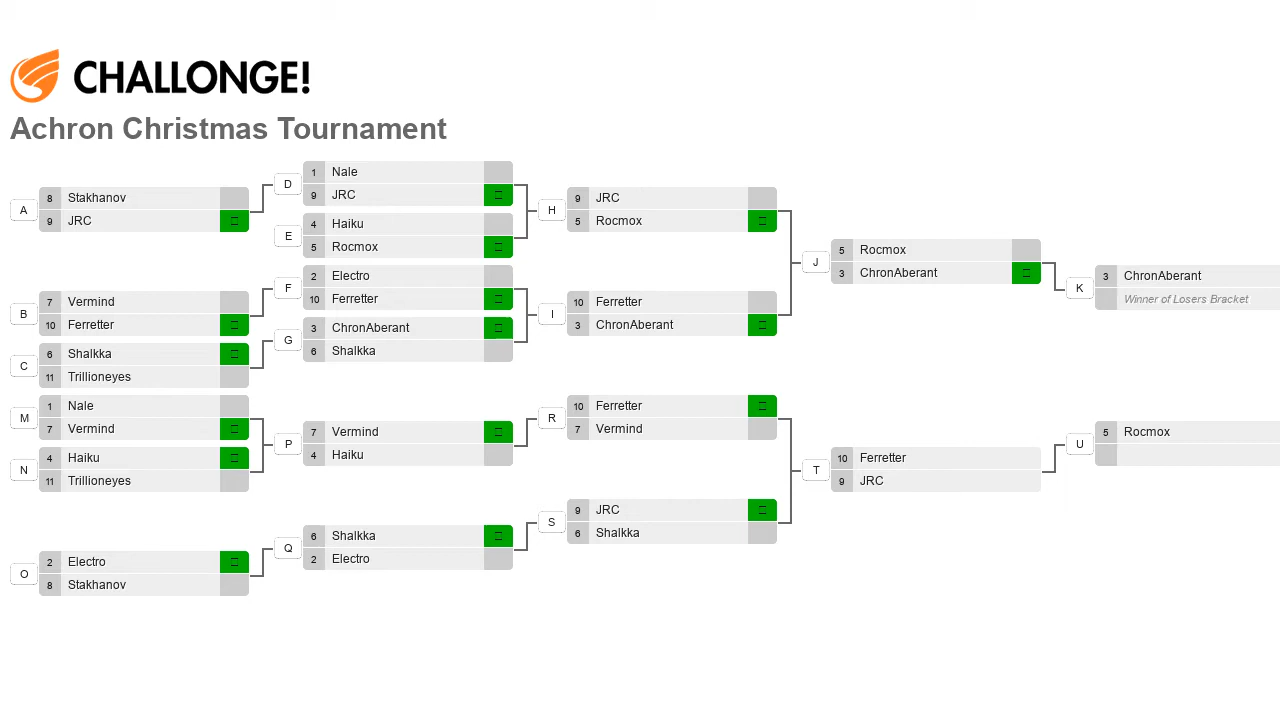 CHALLONGE!
Achron Christmas Tournament
A
8 Stakhanov
9 JRC
B
7 Vermind
10 Ferretter
C
6 Shalkka
11 Trillioneyes
M
1 Nale
7 Vermind
N
4 Haiku
11 Trillioneyes
O
2 Electro
8 Stakhanov
D
1 Nale
9 JRC
E
4 Haiku
5 Rocmox
F
2 Electro
10 Ferretter
G
3 ChronAberant
6 Shalkka
P
7 Vermind
4 Haiku
Q
6 Shalkka
2 Electro
H
9 JRC
5 Rocmox
I
10 Ferretter
3 ChronAberant
R
10 Ferretter
7 Vermind
S
9 JRC
6 Shalkka
J
5 Rocmox
3 ChronAberant
T
10 Ferretter
9 JRC
K
3 ChronAberant
Winner of Losers Bracket
U
5 Rocmox